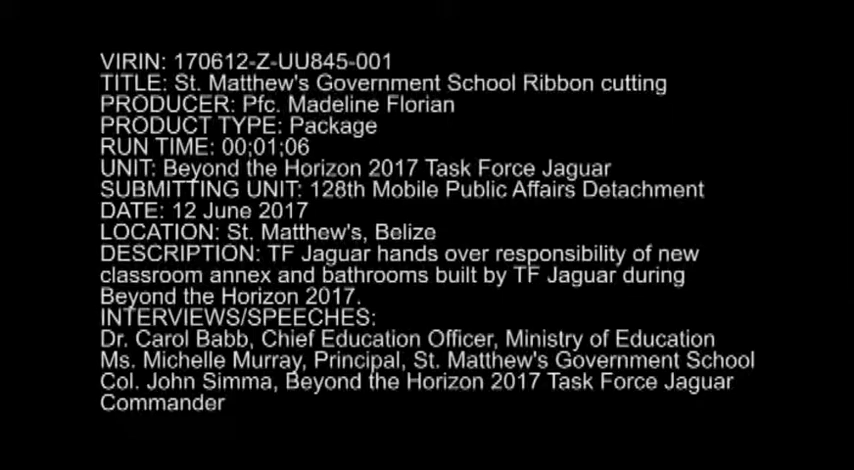 VIRIN: 170612-Z-UU845-001
TITLE: St. Matthew's Government School Ribbon cutting
PRODUCER: Pfc. Madeline Florian
PRODUCT TYPE: Package
RUN TIME: 00;01;06
UNIT: Beyond the Horizon 2017 Task Force Jaguar
SUBMITTING UNIT: 128th Mobile Public Affairs Detachment
DATE: 12 June 2017
LOCATION: St. Matthew's, Belize
DESCRIPTION: TF Jaguar hands over responsibility of new
classroom annex and bathrooms built by TF Jaguar during
Beyond the Horizon 2017.
INTERVIEWS/SPEECHES:
Dr. Carol Babb, Chief Education Officer, Ministry of Education
Ms. Michelle Murray, Principal, St. Matthew's Government School
Col. John Simma, Beyond the Horizon 2017 Task Force Jaguar
Commander